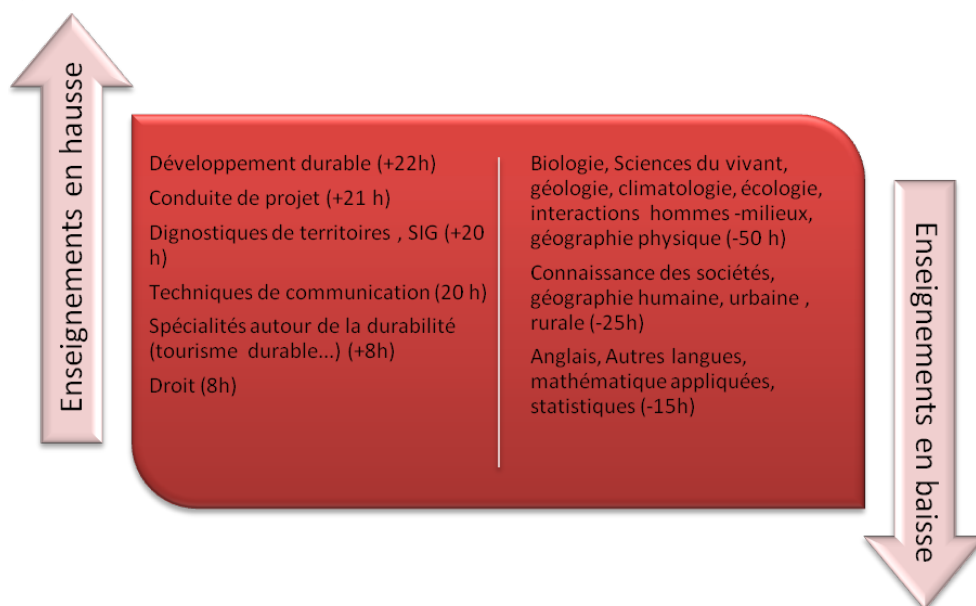 Enseignements en hausse
Développement durable (+22h)
Conduite de projet (+21 h)
Dignostiques de territoires , SIG (+20
h)
Techniques de communication (20 h)
Spécialités autour de la durabilité
(tourisme durable...) (+8h)
Droit (8h)
Biologie, Sciences du vivant,
géologie, climatologie, écologie,
interactions hommes -milieux,
géographie physique (-50 h)
Connaissance des sociétés,
géographie humaine, urbaine ,
rurale (-25h)
Anglais, Autres langues,
mathématique appliquées,
statistiques (-15h)
Enseignements en baisse